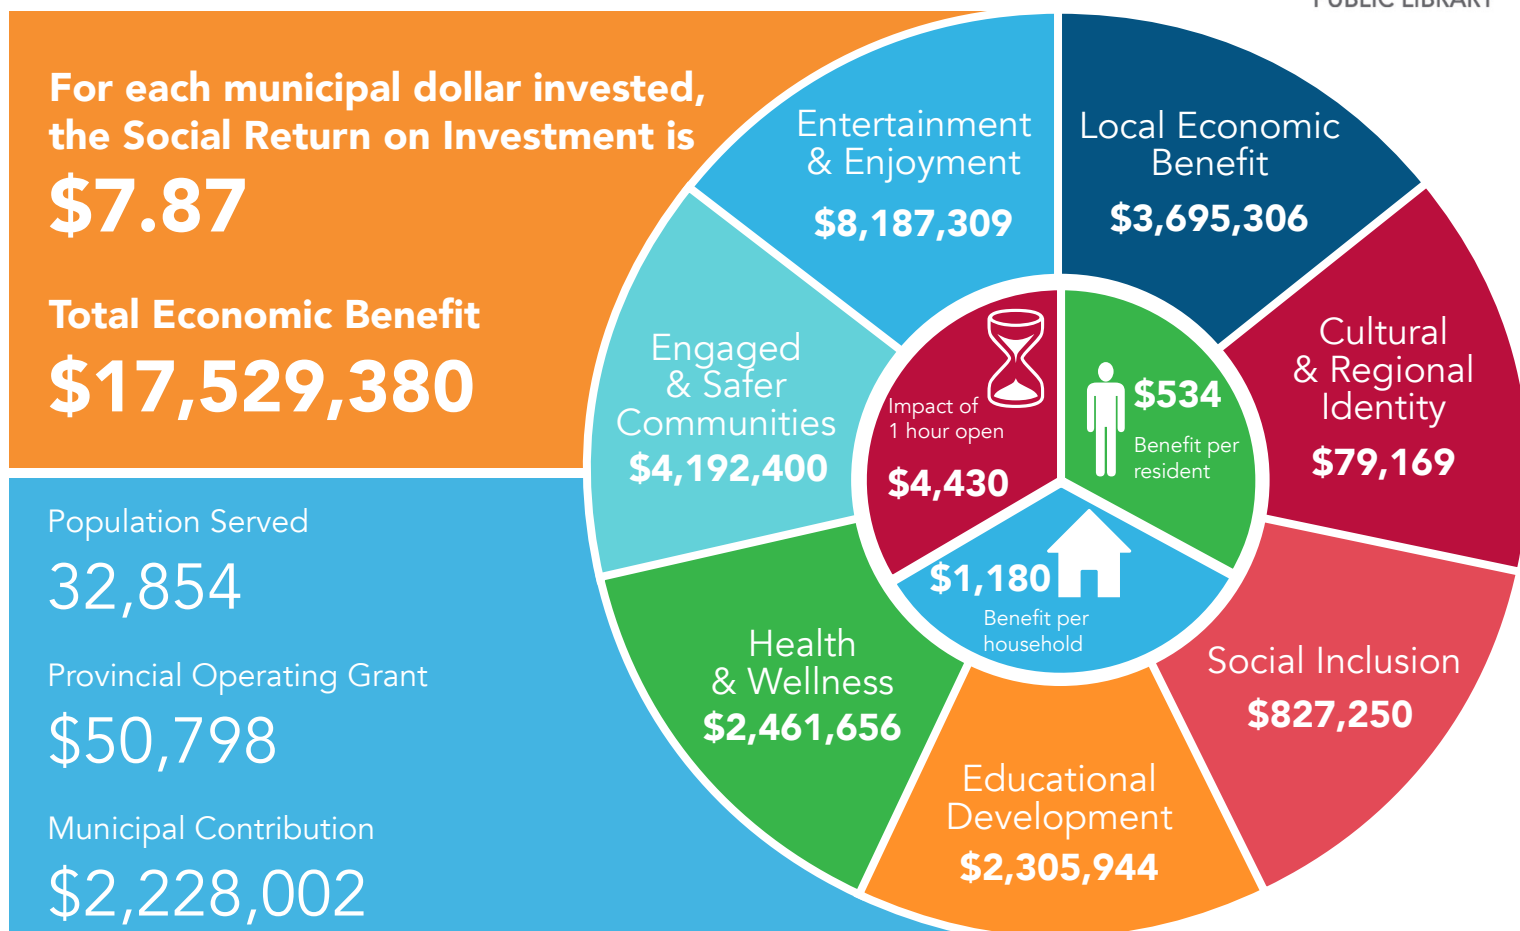 PUBLIC LIBRARY
For each municipal dollar invested,
the Social Return on Investment is
$7.87
Total Economic Benefit
$17,529,380
Population Served
32,854
Provincial Operating Grant
$50,798
Municipal Contribution
$2,228,002
Entertainment
& Enjoyment
$8,187,309
Local Economic
Benefit
$3,695,306
Cultural
& Regional
Identity
$79,169
Social Inclusion
$827,250
Educational
Development
$2,305,944
Health
& Wellness
$2,461,656
Engaged
& Safer
Communities
$4,192,400
Impact of
1 hour open
$4,430
$534
Benefit per
resident
$1,180
Benefit per
household